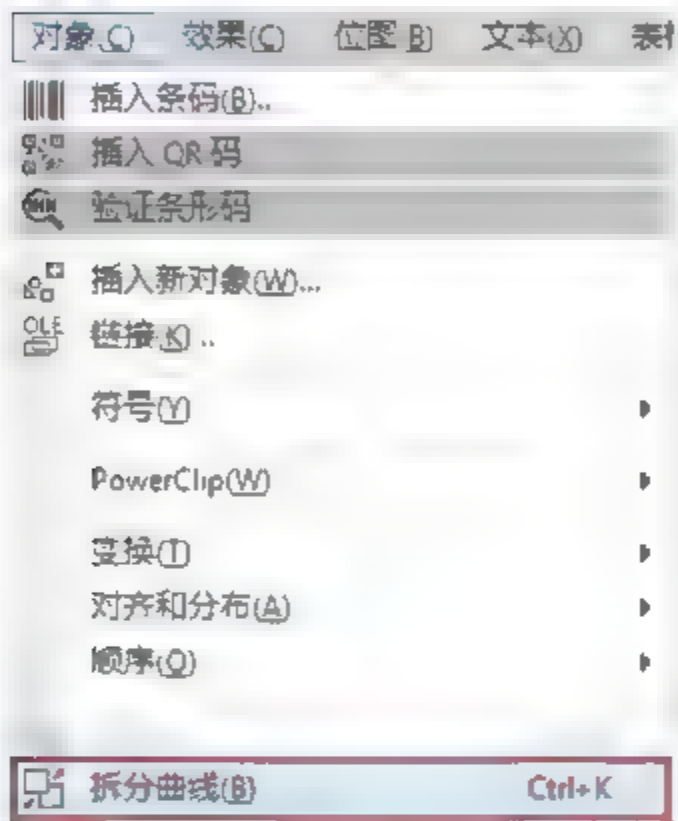 对象(C) 效果(C) 位图(B) 文本(X)
插入条码(B)...
插入 QR 码
验证条形码
插入新对象(W)...
OLE
链接(K)...
符号(Y)
PowerClip(W)
变换(T)
对齐和分布(A)
顺序(O)
拆分曲线(B) Ctrl+K